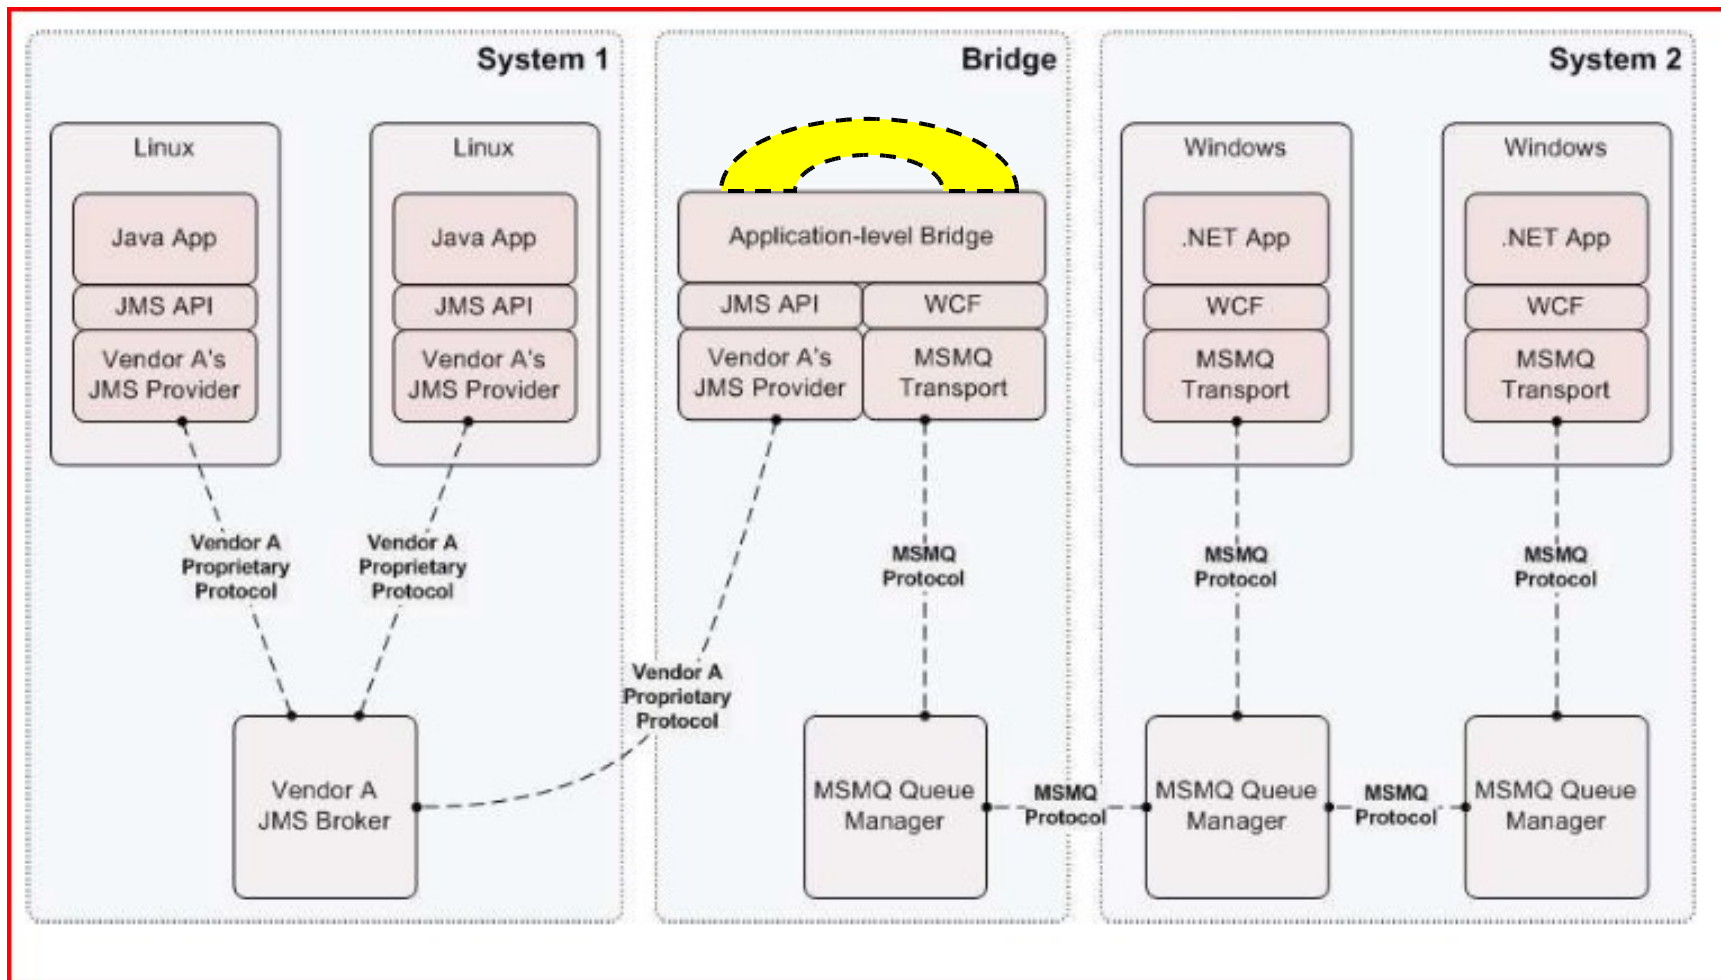 System 1
Linux
Java App
JMS API
Vendor A's
JMS Provider
Linux
Java App
JMS API
Vendor A's
JMS Provider
Vendor A
Proprietary
Protocol
Vendor A
Proprietary
Protocol
Vendor A
JMS Broker
Bridge
Application-level Bridge
JMS API
WCF
Vendor A's
JMS Provider
MSMQ
Transport
Vendor A
Proprietary
Protocol
MSMQ
Protocol
MSMQ Queue
Manager
MSMQ
Protocol
System 2
Windows
.NET App
WCF
MSMQ
Transport
Windows
.NET App
WCF
MSMQ
Transport
MSMQ
Protocol
MSMQ
Protocol
MSMQ Queue
Manager
MSMQ
Protocol
MSMQ Queue
Manager